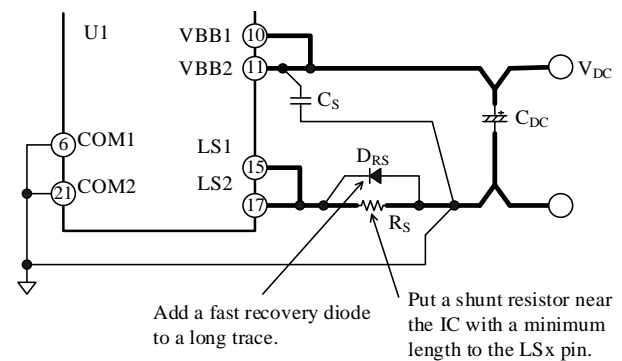 U1
VBB1
10
VBB2
11
VDC
CS
CDC
+
6
COM1
LS1
15
DRS
21
COM2
LS2
17
RS
Add a fast recovery diode
to a long trace.
Put a shunt resistor near
the IC with a minimum
length to the LSx pin.